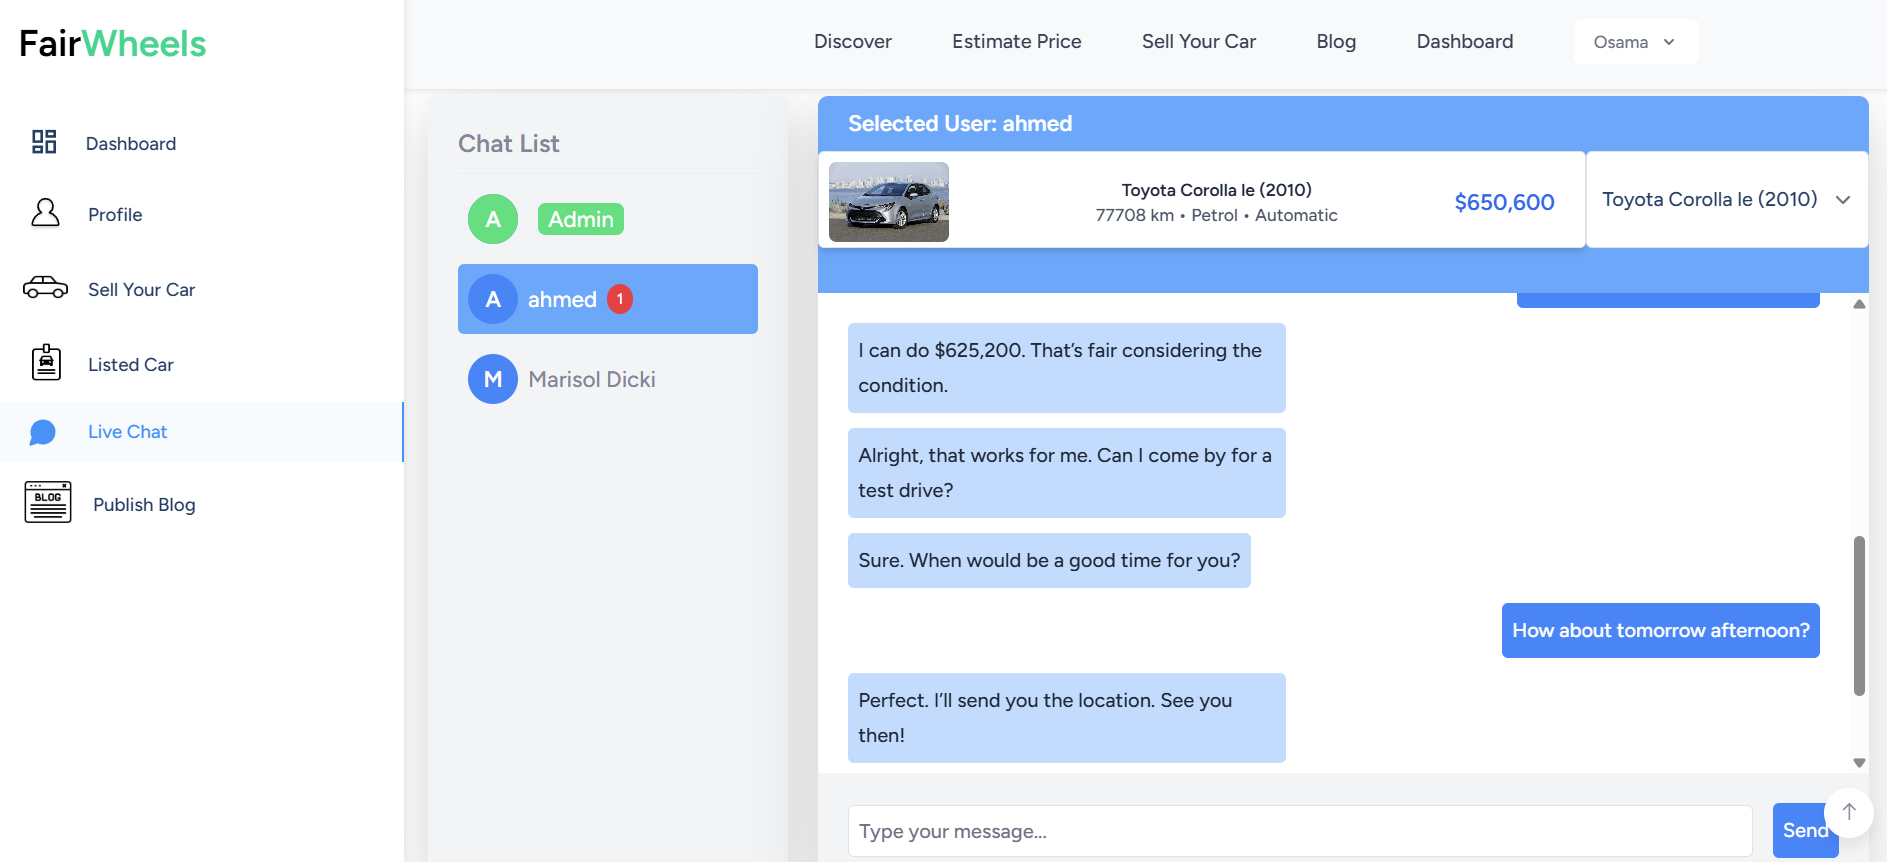 FairWheels
Discover
Estimate Price
Sell Your Car
Blog
Dashboard
Osama
Dashboard
Profile
Sell Your Car
Listed Car
Live Chat
BLOG
Publish Blog
Chat List
A
Admin
A
ahmed
1
M
Marisol Dicki
Selected User: ahmed
Toyota Corolla le (2010)
77708 km • Petrol • Automatic
$650,600
Toyota Corolla le (2010)
I can do $625,200. That’s fair considering the
condition.
Alright, that works for me. Can I come by for a
test drive?
Sure. When would be a good time for you?
How about tomorrow afternoon?
Perfect. I’ll send you the location. See you
then!
Type your message...
Send